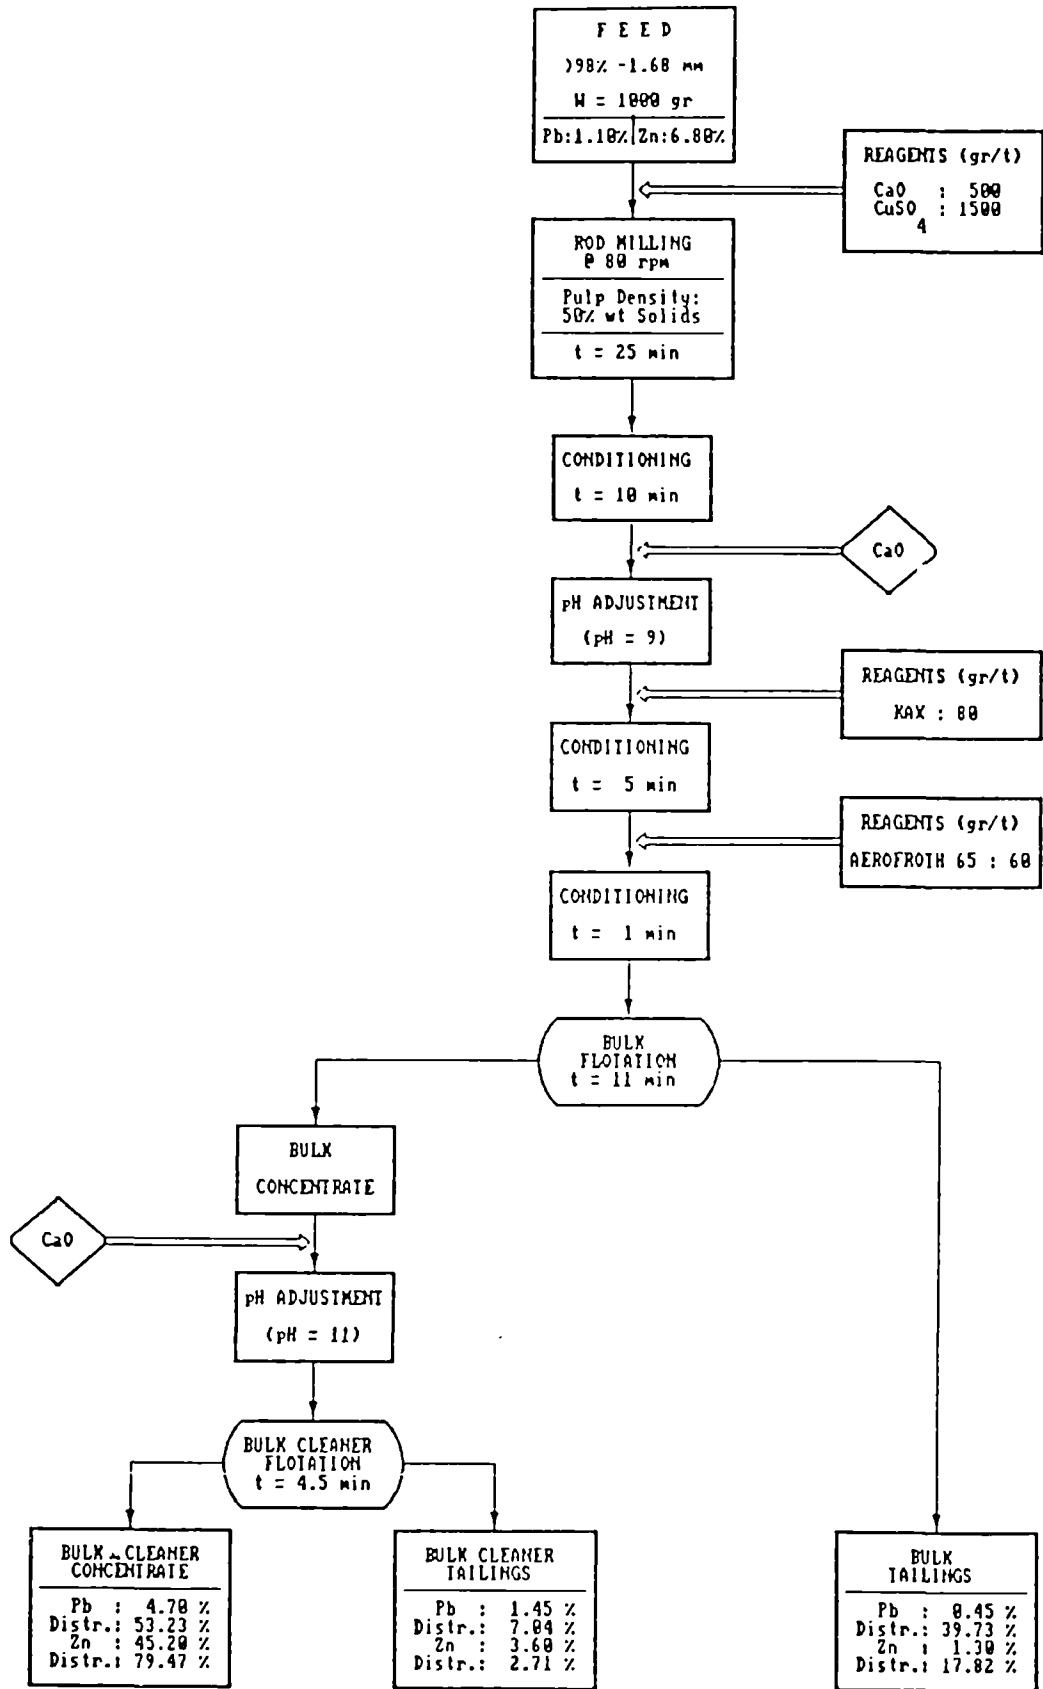 F E E D
>98% -1.68 mm
W = 1000 gr
Pb:1.10% Zn:6.80%
REAGENTS (gr/t)
CaO : 500
CuSO4 : 1500
ROD MILLING
@ 80 rpm
Pulp Density:
50% wt Solids
t = 25 min
CONDITIONING
t = 10 min
CaO
pH ADJUSTMENT
(pH = 9)
REAGENTS (gr/t)
KAX : 80
CONDITIONING
t = 5 min
REAGENTS (gr/t)
AEROFROTH 65 : 60
CONDITIONING
t = 1 min
BULK
FLOTATION
t = 11 min
BULK
CONCENTRATE
CaO
pH ADJUSTMENT
(pH = 11)
BULK CLEANER
FLOTATION
t = 4.5 min
BULK CLEANER
CONCENTRATE
Pb : 4.70 %
Distr.: 53.23 %
Zn : 45.20 %
Distr.: 79.47 %
BULK CLEANER
TAILINGS
Pb : 1.45 %
Distr.: 7.04 %
Zn : 3.60 %
Distr.: 2.71 %
BULK
TAILINGS
Pb : 0.45 %
Distr.: 39.73 %
Zn : 1.30 %
Distr.: 17.82 %